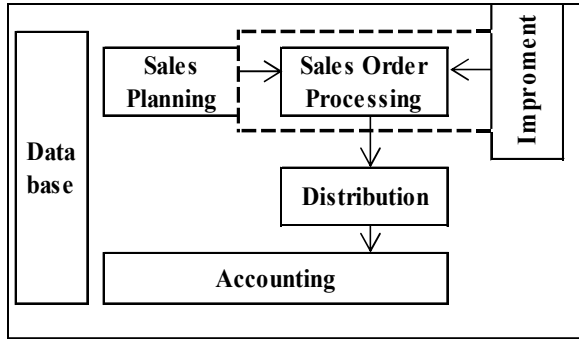 Sales
Planning
Sales Order
Processing
Improment
Data
base
Distribution
Accounting